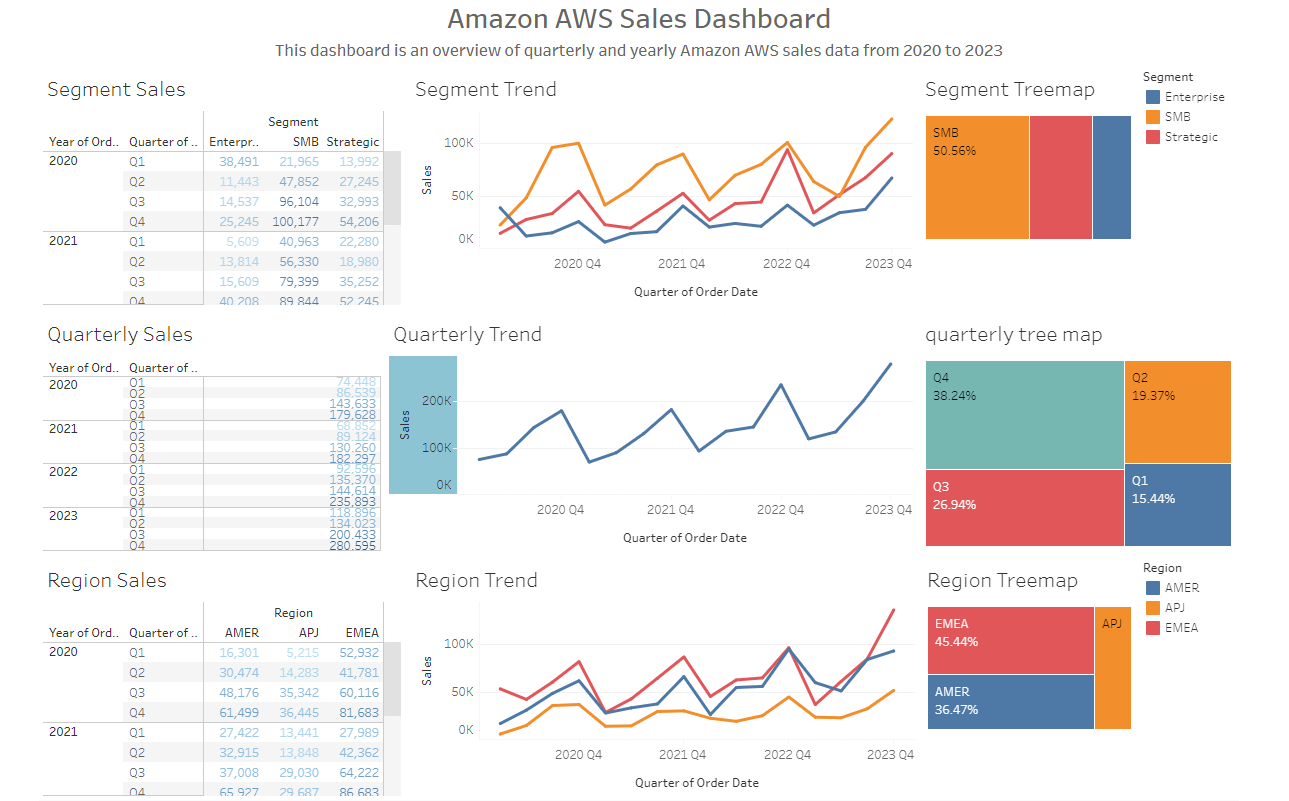 Amazon AWS Sales Dashboard
This dashboard is an overview of quarterly and yearly Amazon AWS sales data from 2020 to 2023
Segment Sales
Segment
Year of Ord.. Quarter of .. Enterpr.. SMB Strategic
2020 Q1 38,491 21,965 13,992
Q2 11,443 47,852 27,245
Q3 14,537 96,104 32,993
Q4 25,245 100,177 54,206
2021 Q1 5,609 40,963 22,280
Q2 13,814 56,330 18,980
Q3 15,609 79,399 35,252
Q4 40,208 89,844 52,245
Segment Trend
Sales
100K
50K
0K
2020 Q4 2021 Q4 2022 Q4 2023 Q4
Quarter of Order Date
Segment Treemap
SMB
50.56%
Segment
Enterprise
SMB
Strategic
Quarterly Sales
Year of Ord.. Quarter of ..
2020 Q1 74,448
Q2 86,539
Q3 143,633
Q4 179,628
2021 Q1 68,852
Q2 89,124
Q3 130,260
Q4 182,297
2022 Q1 92,596
Q2 135,370
Q3 144,614
Q4 235,893
2023 Q1 118,896
Q2 134,023
Q3 200,433
Q4 280,595
Quarterly Trend
Sales
200K
100K
0K
2020 Q4 2021 Q4 2022 Q4 2023 Q4
Quarter of Order Date
quarterly tree map
Q4
38.24%
Q2
19.37%
Q3
26.94%
Q1
15.44%
Region Sales
Region
Year of Ord.. Quarter of .. AMER APJ EMEA
2020 Q1 16,301 5,215 52,932
Q2 30,474 14,283 41,781
Q3 48,176 35,342 60,116
Q4 61,499 36,445 81,683
2021 Q1 27,422 13,441 27,989
Q2 32,915 13,848 42,362
Q3 37,008 29,030 64,222
Q4 65,927 29,687 86,683
Region Trend
Sales
100K
50K
0K
2020 Q4 2021 Q4 2022 Q4 2023 Q4
Quarter of Order Date
Region Treemap
EMEA
45.44%
APJ
AMER
36.47%
Region
AMER
APJ
EMEA